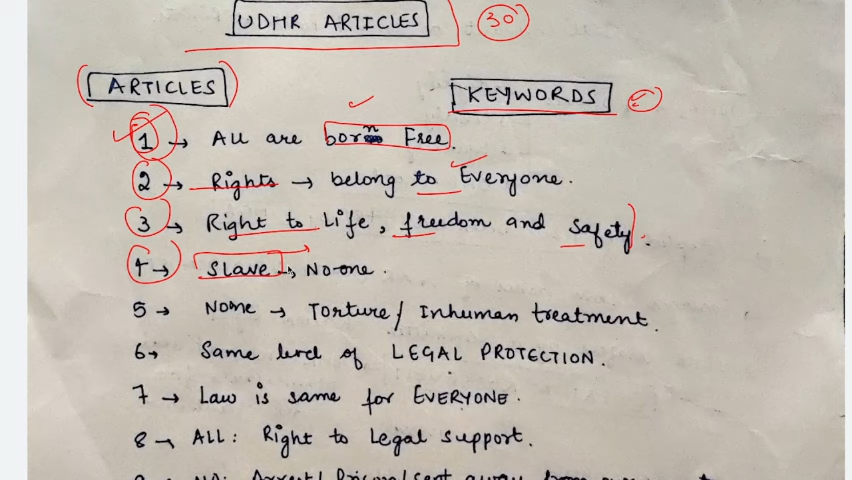 UDHR ARTICLES 30
ARTICLES KEYWORDS
1 → All are born Free.
2 → Rights → belong to Everyone.
3 → Right to Life, freedom and safety.
4 → Slave → No-one.
5 → None → Torture/ Inhuman treatment.
6 → Same level of LEGAL PROTECTION.
7 → Law is same for EVERYONE.
8 → ALL: Right to Legal support.